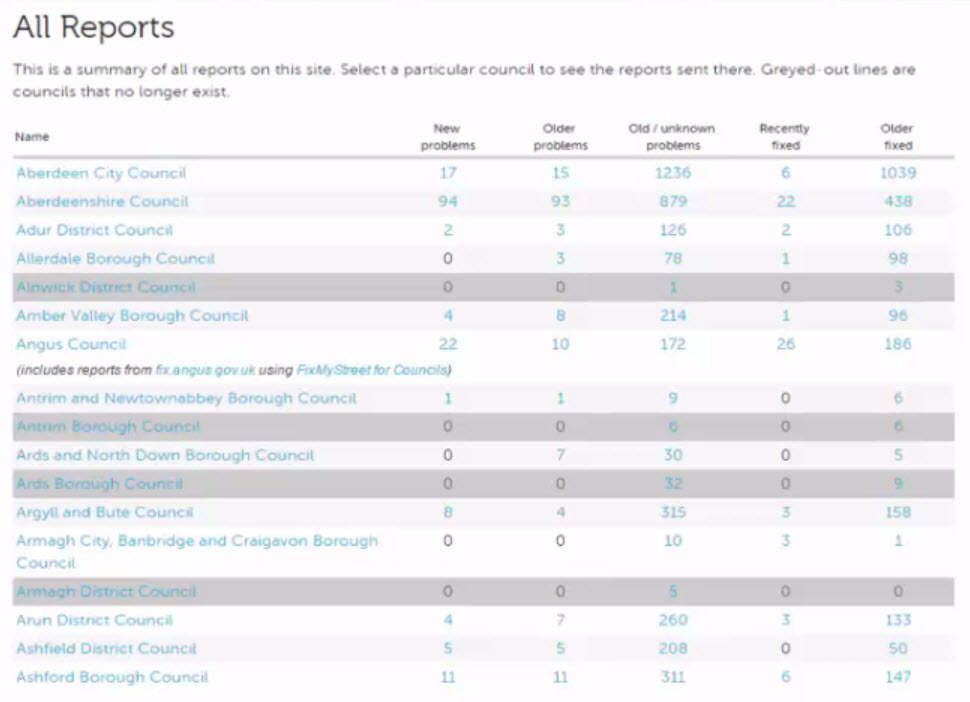 All Reports
This is a summary of all reports on this site. Select a particular council to see the reports sent there. Greyed-out lines are
councils that no longer exist.
Name New problems Older problems Old / unknown problems Recently fixed Older fixed
Aberdeen City Council 17 15 1236 6 1039
Aberdeenshire Council 94 93 879 22 438
Adur District Council 2 3 126 2 106
Allerdale Borough Council 0 3 78 1 98
Alnwick District Council 0 0 1 0 3
Amber Valley Borough Council 4 8 214 1 96
Angus Council 22 10 172 26 186
(includes reports from fix.angus.gov.uk using FixMyStreet for Councils)
Antrim and Newtownabbey Borough Council 1 1 9 0 6
Antrim Borough Council 0 0 6 0 6
Ards and North Down Borough Council 0 7 30 0 5
Ards Borough Council 0 0 32 0 9
Argyll and Bute Council 8 4 315 3 158
Armagh City, Banbridge and Craigavon Borough 0 0 10 3 1
Council
Armagh District Council 0 0 5 0 0
Arun District Council 4 7 260 3 133
Ashfield District Council 5 5 208 0 50
Ashford Borough Council 11 11 311 6 147